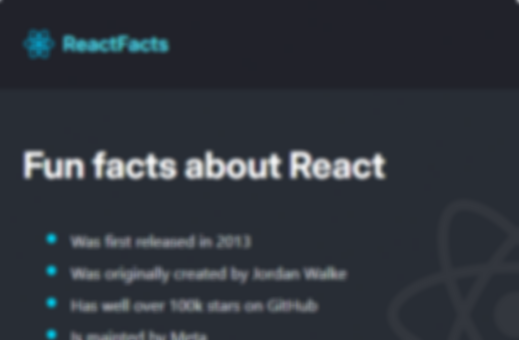 ReactFacts
Fun facts about React
Was first released in 2013
Was originally created by Jordan Walke
Has well over 100k stars on GitHub
Is mainted by Meta